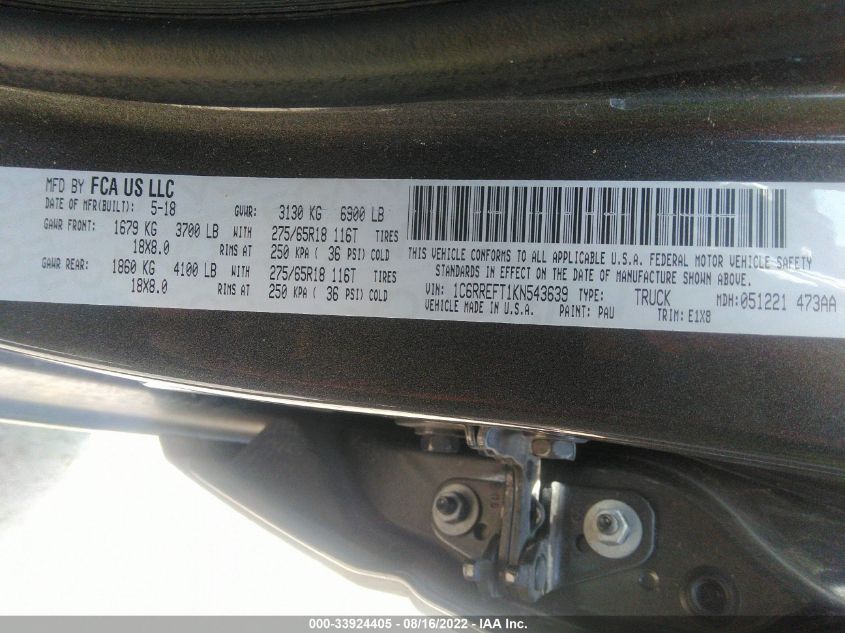 MFD BY FCA US LLC
DATE OF MFR(BUILT): 5-18 GVWR: 3130 KG 6900 LB
GAWR FRONT: 1679 KG 3700 LB WITH 275/65R18 116T TIRES
18X8.0 RIMS AT 250 KPA ( 36 PSI) COLD
GAWR REAR: 1860 KG 4100 LB WITH 275/65R18 116T TIRES
18X8.0 RIMS AT 250 KPA ( 36 PSI) COLD
THIS VEHICLE CONFORMS TO ALL APPLICABLE U.S.A. FEDERAL MOTOR VEHICLE SAFETY
STANDARDS IN EFFECT ON THE DATE OF MANUFACTURE SHOWN ABOVE.
VIN: 1C6RREFT1KN543639 TYPE: TRUCK MDH: 051221 473AA
VEHICLE MADE IN U.S.A. PAINT: PAU TRIM: E1X8
000-33924405 - 08/16/2022 - IAA Inc.